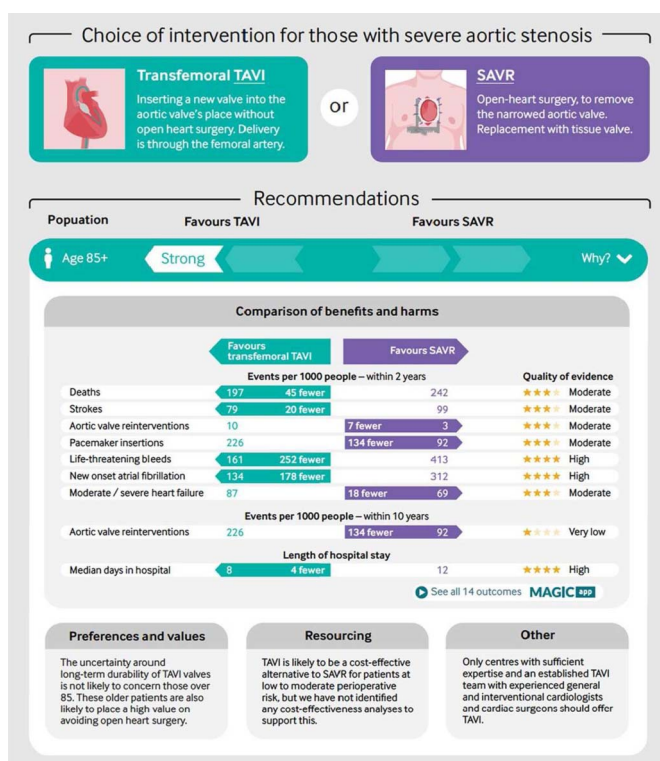 Choice of intervention for those with severe aortic stenosis
Transfemoral TAVI
Inserting a new valve into the
aortic valve's place without
open heart surgery. Delivery
is through the femoral artery.
or
SAVR
Open-heart surgery, to remove
the narrowed aortic valve.
Replacement with tissue valve.
Recommendations
Popuation Favours TAVI Favours SAVR
Age 85+ Strong Why?
Comparison of benefits and harms
Favours
transfemoral TAVI
Favours SAVR
Events per 1000 people – within 2 years Quality of evidence
Deaths 197 45 fewer 242 Moderate
Strokes 79 20 fewer 99 Moderate
Aortic valve reinterventions 10 7 fewer 3 Moderate
Pacemaker insertions 226 134 fewer 92 Moderate
Life-threatening bleeds 161 252 fewer 413 High
New onset atrial fibrillation 134 178 fewer 312 High
Moderate / severe heart failure 87 18 fewer 69 Moderate
Events per 1000 people – within 10 years
Aortic valve reinterventions 226 134 fewer 92 Very low
Length of hospital stay
Median days in hospital 8 4 fewer 12 High
See all 14 outcomes MAGIC app
Preferences and values
The uncertainty around
long-term durability of TAVI valves
is not likely to concern those over
85. These older patients are also
likely to place a high value on
avoiding open heart surgery.
Resourcing
TAVI is likely to be a cost-effective
alternative to SAVR for patients at
low to moderate perioperative
risk, but we have not identified
any cost-effectiveness analyses to
support this.
Other
Only centres with sufficient
expertise and an established TAVI
team with experienced general
and interventional cardiologists
and cardiac surgeons should offer
TAVI.